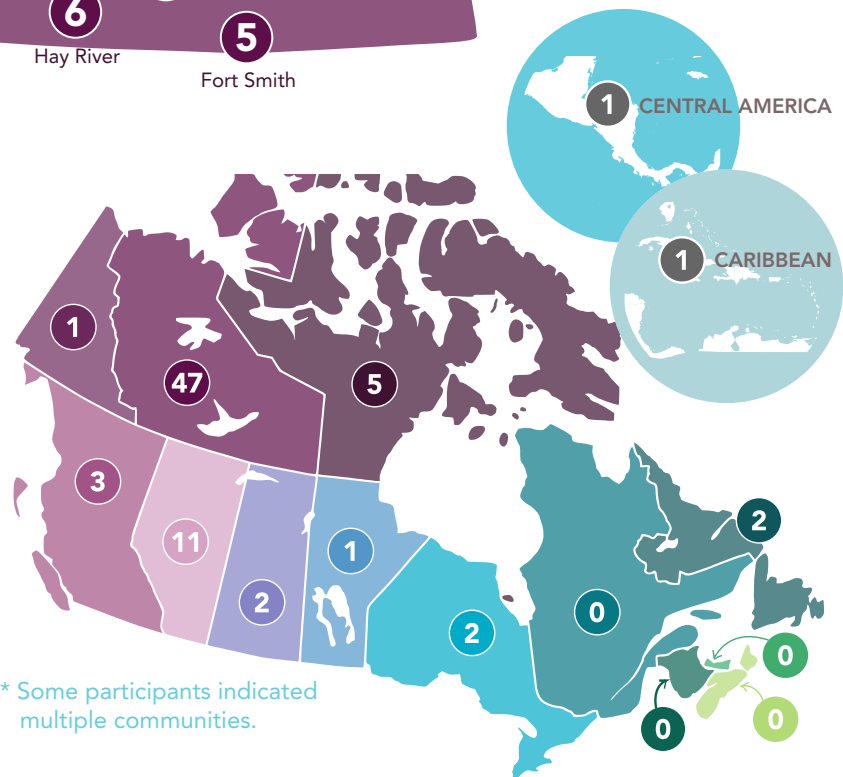 6
Hay River
5
Fort Smith
1 CENTRAL AMERICA
1 CARIBBEAN
1
47
5
3
11
2
1
2
0
2
0
0
0
* Some participants indicated
multiple communities.